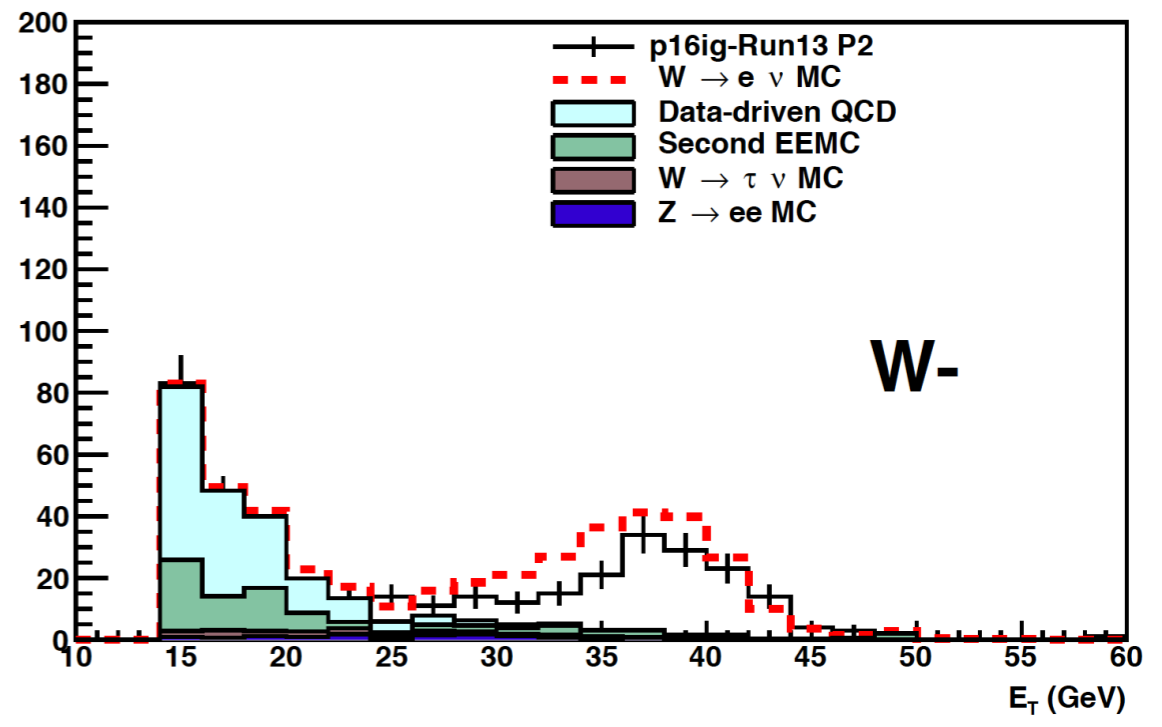 200
180
160
140
120
100
80
60
40
20
0
p16ig-Run13 P2
W → e ν MC
Data-driven QCD
Second EEMC
W → τ ν MC
Z → ee MC
W-
10 15 20 25 30 35 40 45 50 55 60
E_T (GeV)